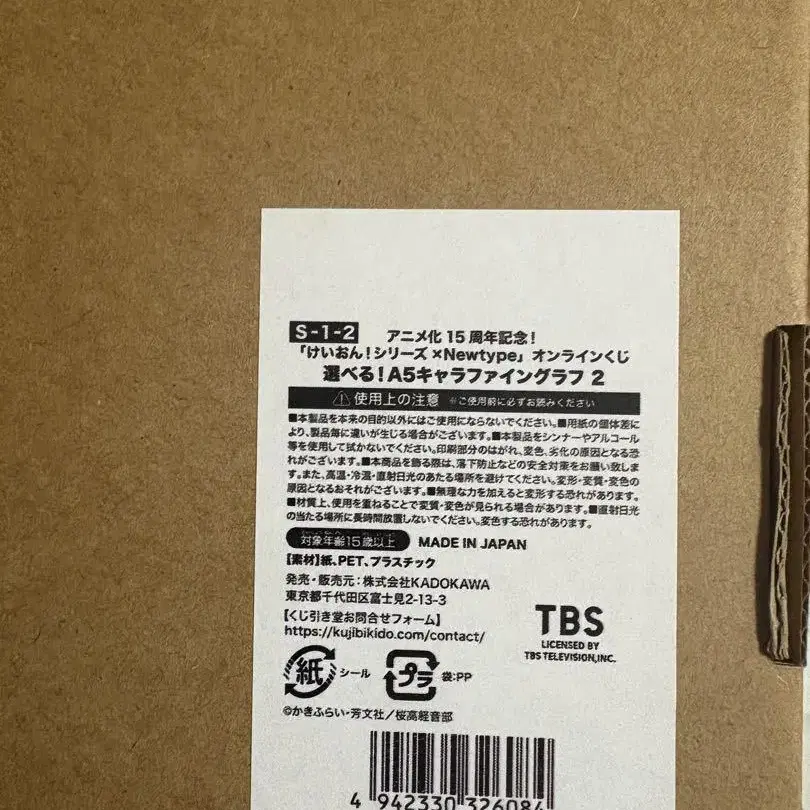 S-1-2 アニメ化 15 周年記念!
「けいおん!シリーズ ×Newtype」オンラインくじ
選べる!A5キャラファイングラフ 2
⚠使用上の注意 ※ご使用前に必ずお読みください
■本製品を本来の目的以外にはご使用にならないでください。■用紙の個体差に
より、製品毎に違いが生じる場合がございます。■本製品をシンナーやアルコール
等を使用して拭かないでください。印刷部分のはがれ、変色、劣化の原因となる恐
れがございます。■本商品を飾る際は、落下防止などの安全対策をお願い致しま
す。また、高温・冷温・直射日光のあたる場所を避けてください。変形・変質・変色の
原因となるおそれがございます。■無理な力を加えると変形する恐れがあります。
■材質上、使用を重ねることで変質・変色が見られる場合があります。■直射日光
の当たる場所に長時間放置しないでください。変色する恐れがあります。
対象年齢15歳以上 MADE IN JAPAN
【素材】紙、PET、プラスチック
発売・販売元:株式会社KADOKAWA
東京都千代田区富士見2-13-3
【くじ引き堂お問合せフォーム】
https://kujibikido.com/contact/
TBS
LICENSED BY
TBS TELEVISION,INC.
紙 シール プラ 袋:PP
©かきふらい・芳文社/桜高軽音部
4 942330 326084